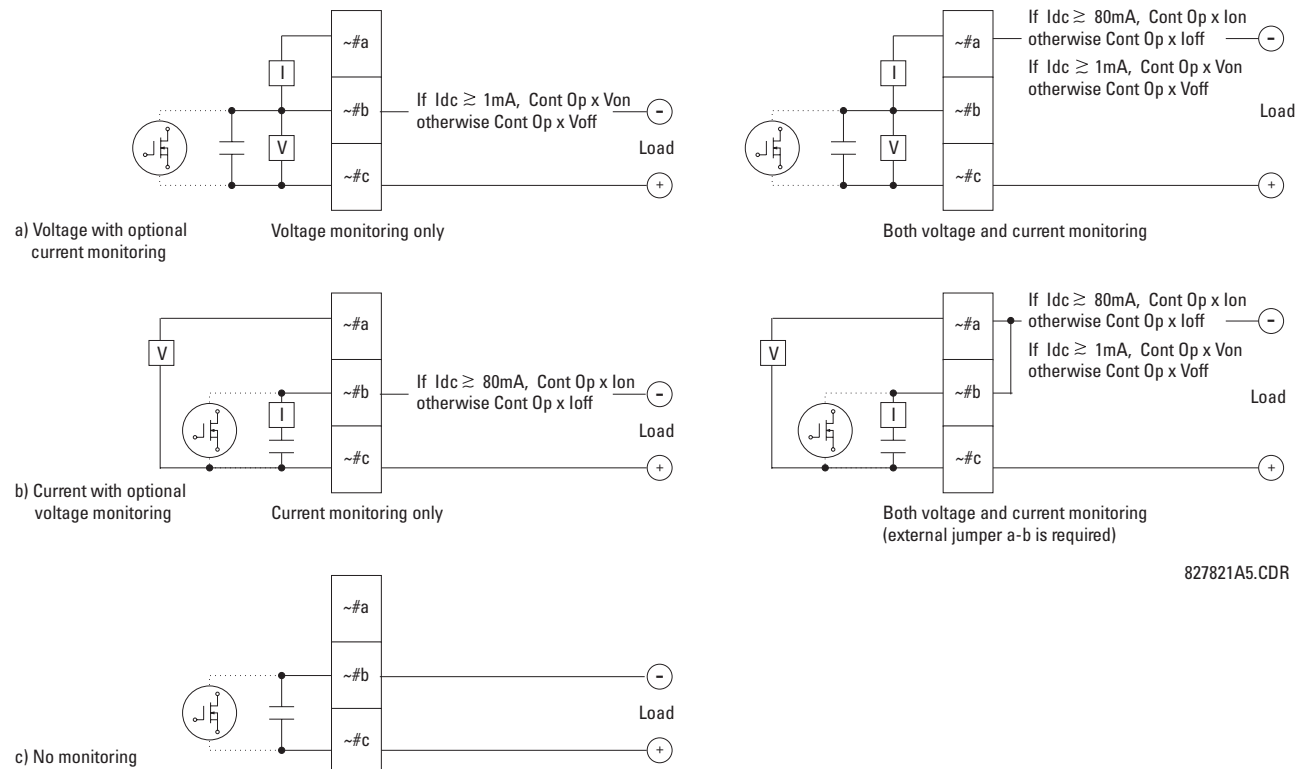 ~#a
I
~#b
If Idc ≳ 1mA, Cont Op x Von
otherwise Cont Op x Voff
-
V
Load
~#c
+
a) Voltage with optional
current monitoring
Voltage monitoring only
~#a
If Idc ≳ 80mA, Cont Op x Ion
otherwise Cont Op x Ioff
-
I
If Idc ≳ 1mA, Cont Op x Von
otherwise Cont Op x Voff
~#b
Load
V
~#c
+
Both voltage and current monitoring
~#a
V
~#b
If Idc ≳ 80mA, Cont Op x Ion
otherwise Cont Op x Ioff
-
I
Load
~#c
+
b) Current with optional
voltage monitoring
Current monitoring only
~#a
If Idc ≳ 80mA, Cont Op x Ion
otherwise Cont Op x Ioff
-
V
If Idc ≳ 1mA, Cont Op x Von
otherwise Cont Op x Voff
~#b
I
Load
~#c
+
Both voltage and current monitoring
(external jumper a-b is required)
827821A5.CDR
~#a
~#b
-
Load
~#c
+
c) No monitoring